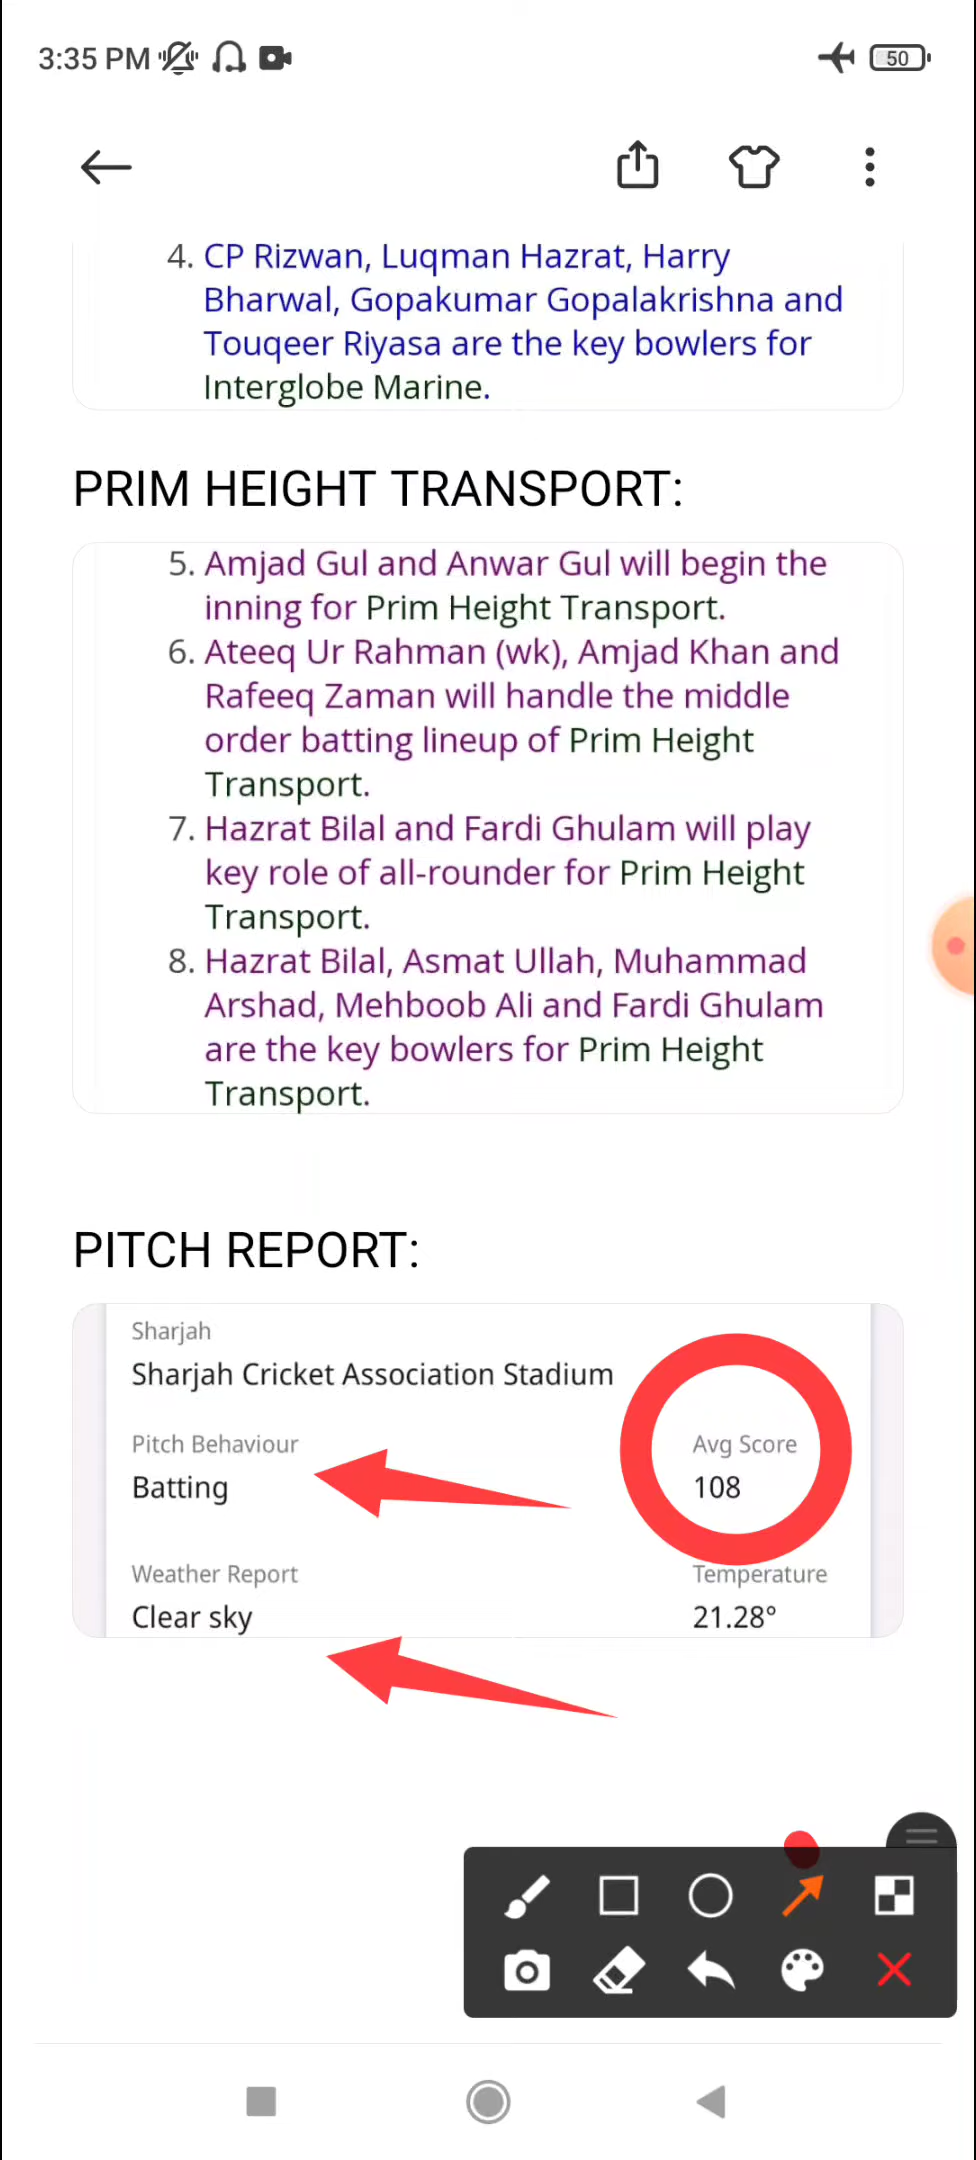 3:35 PM
50
4. CP Rizwan, Luqman Hazrat, Harry
Bharwal, Gopakumar Gopalakrishna and
Touqeer Riyasa are the key bowlers for
Interglobe Marine.
PRIM HEIGHT TRANSPORT:
5. Amjad Gul and Anwar Gul will begin the
inning for Prim Height Transport.
6. Ateeq Ur Rahman (wk), Amjad Khan and
Rafeeq Zaman will handle the middle
order batting lineup of Prim Height
Transport.
7. Hazrat Bilal and Fardi Ghulam will play
key role of all-rounder for Prim Height
Transport.
8. Hazrat Bilal, Asmat Ullah, Muhammad
Arshad, Mehboob Ali and Fardi Ghulam
are the key bowlers for Prim Height
Transport.
PITCH REPORT:
Sharjah
Sharjah Cricket Association Stadium
Pitch Behaviour
Avg Score
Batting
108
Weather Report
Temperature
Clear sky
21.28°